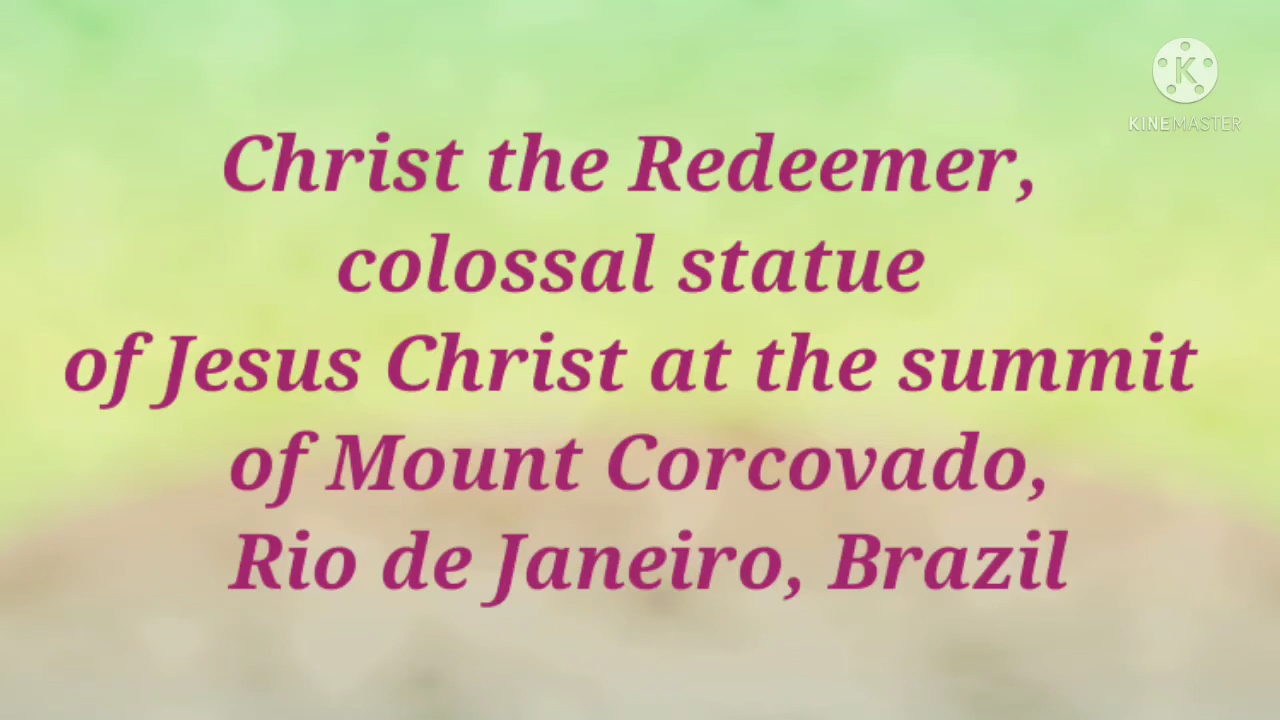 K
KINEMASTER
Christ the Redeemer,
colossal statue
of Jesus Christ at the summit
of Mount Corcovado,
Rio de Janeiro, Brazil